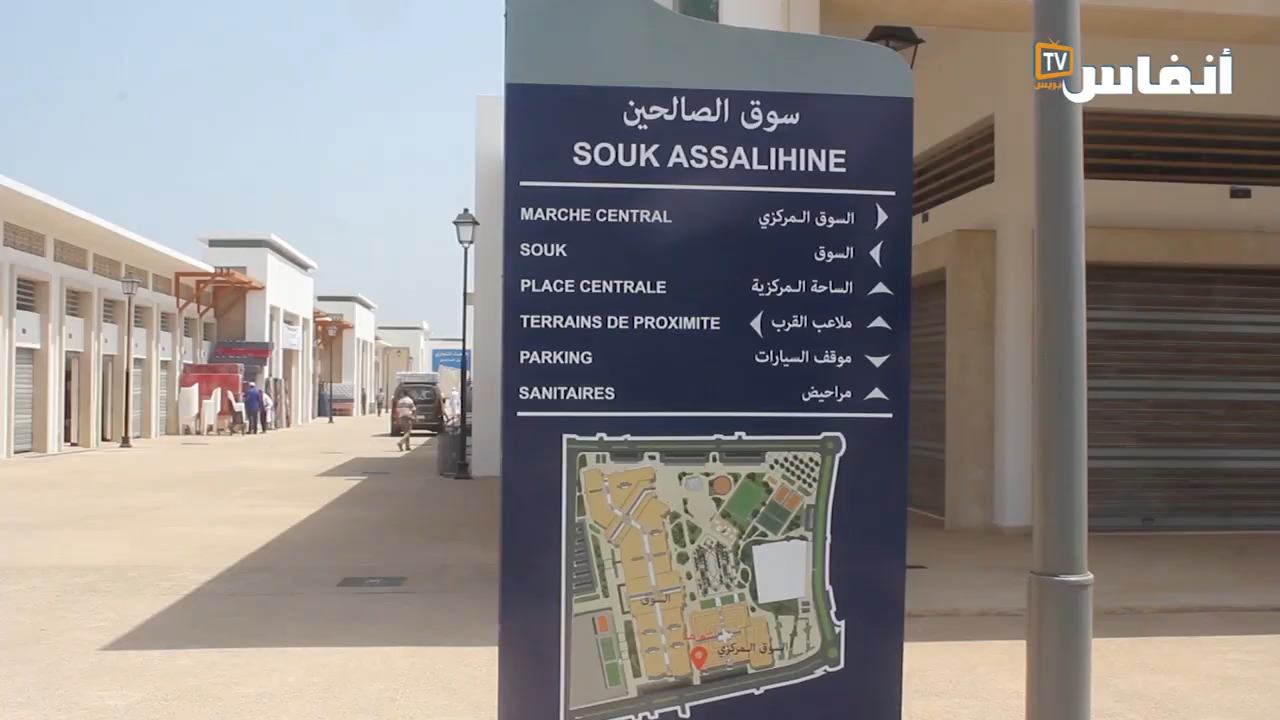 أنفاس
TV
بريس
سوق الصالحين
SOUK ASSALIHINE
MARCHE CENTRAL السوق المركزي
SOUK السوق
PLACE CENTRALE الساحة المركزية
TERRAINS DE PROXIMITE ملاعب القرب
PARKING موقف السيارات
SANITAIRES مراحيض
السوق
السوق المركزي